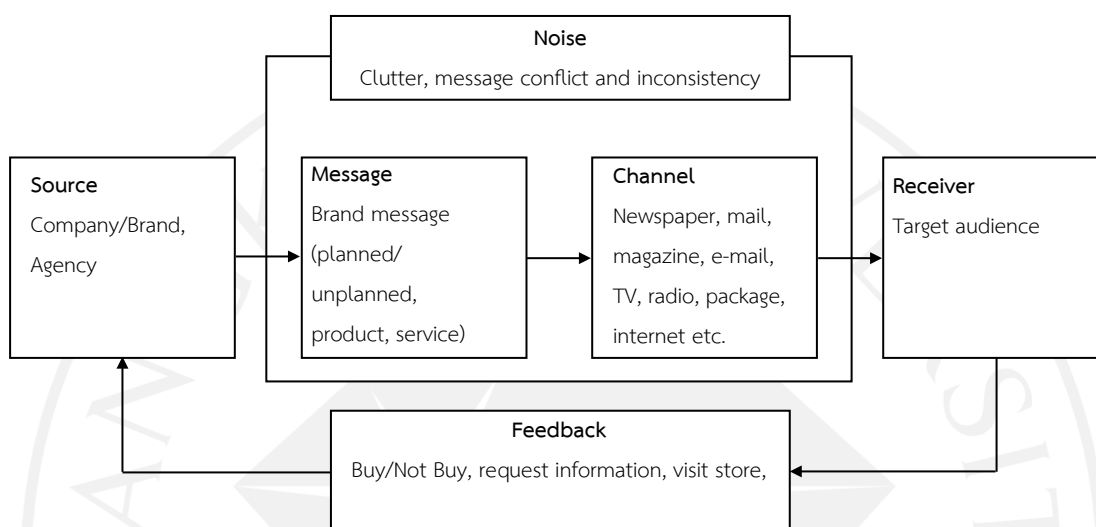 Noise
Clutter, message conflict and inconsistency
Source
Company/Brand,
Agency
Message
Brand message
(planned/
unplanned,
product, service)
Channel
Newspaper, mail,
magazine, e-mail,
TV, radio, package,
internet etc.
Receiver
Target audience
Feedback
Buy/Not Buy, request information, visit store,